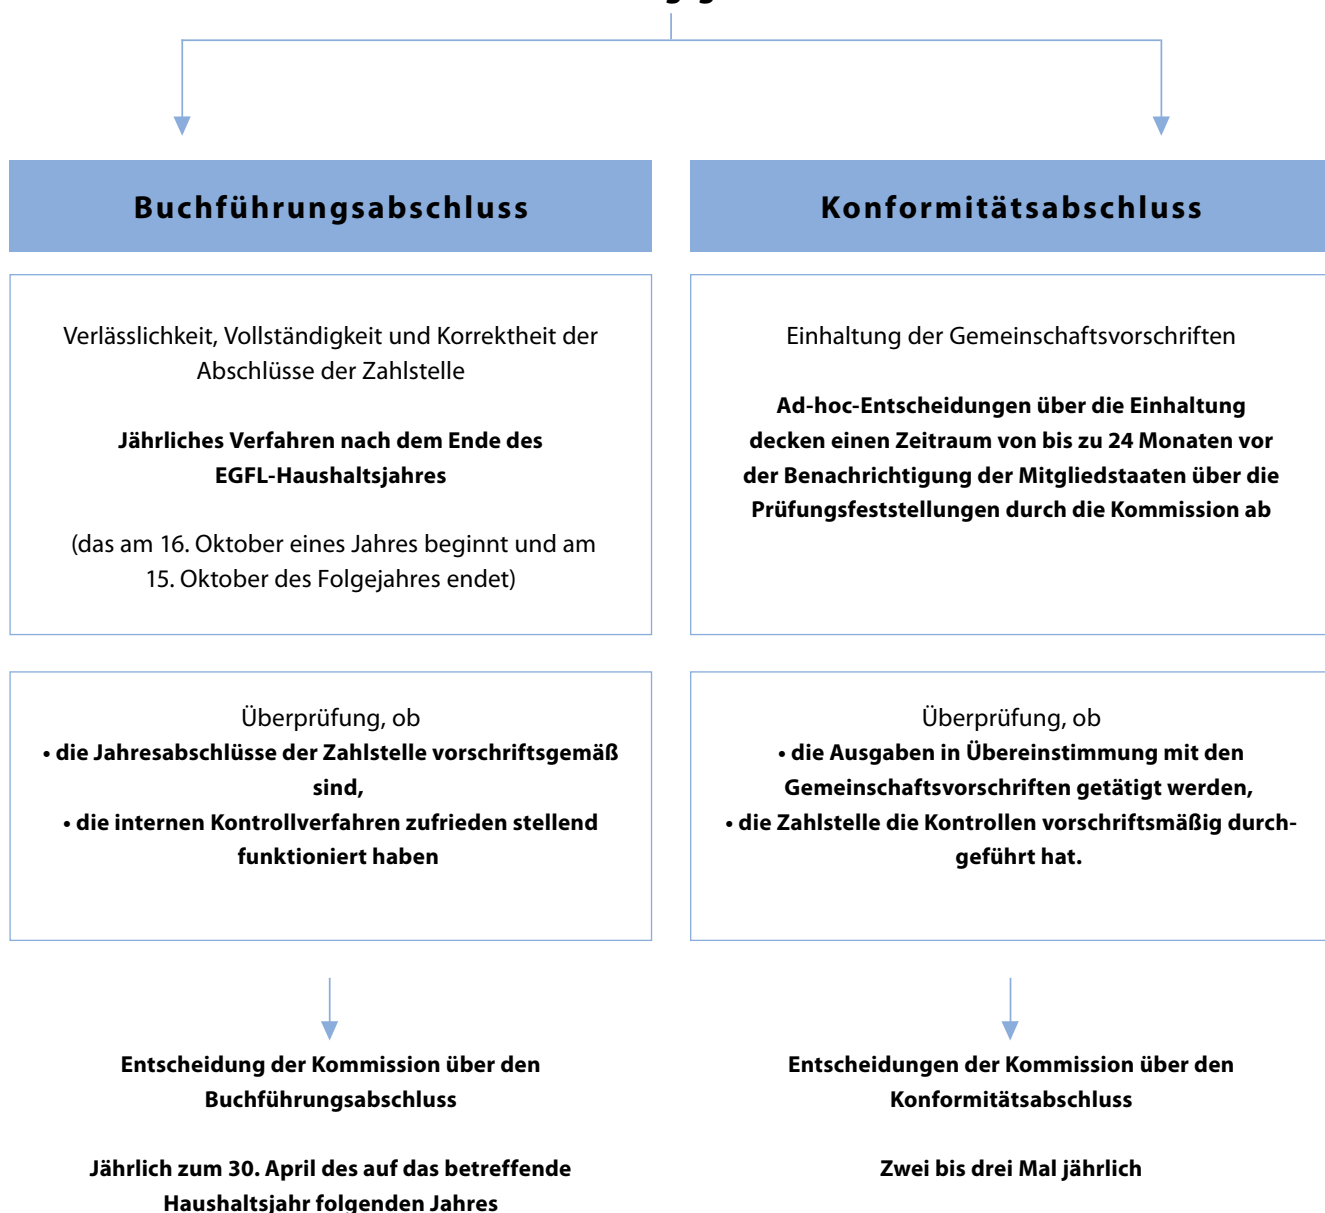 Buchführungsabschluss
Verlässlichkeit, Vollständigkeit und Korrektheit der
Abschlüsse der Zahlstelle
Jährliches Verfahren nach dem Ende des
EGFL-Haushaltsjahres
(das am 16. Oktober eines Jahres beginnt und am
15. Oktober des Folgejahres endet)
Überprüfung, ob
• die Jahresabschlüsse der Zahlstelle vorschriftsgemäß
sind,
• die internen Kontrollverfahren zufrieden stellend
funktioniert haben
Entscheidung der Kommission über den
Buchführungsabschluss
Jährlich zum 30. April des auf das betreffende
Haushaltsjahr folgenden Jahres
Konformitätsabschluss
Einhaltung der Gemeinschaftsvorschriften
Ad-hoc-Entscheidungen über die Einhaltung
decken einen Zeitraum von bis zu 24 Monaten vor
der Benachrichtigung der Mitgliedstaaten über die
Prüfungsfeststellungen durch die Kommission ab
Überprüfung, ob
• die Ausgaben in Übereinstimmung mit den
Gemeinschaftsvorschriften getätigt werden,
• die Zahlstelle die Kontrollen vorschriftsmäßig durch-
geführt hat.
Entscheidungen der Kommission über den
Konformitätsabschluss
Zwei bis drei Mal jährlich